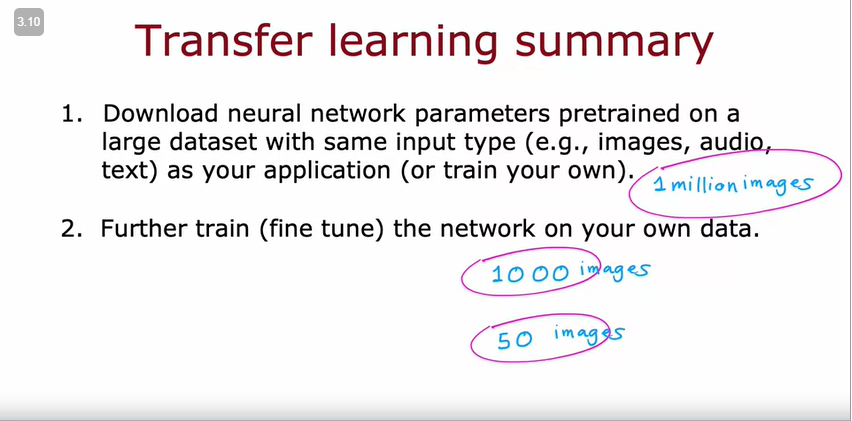 3.10
Transfer learning summary
1. Download neural network parameters pretrained on a
large dataset with same input type (e.g., images, audio,
text) as your application (or train your own).
1 million images
2. Further train (fine tune) the network on your own data.
1000 images
50 images